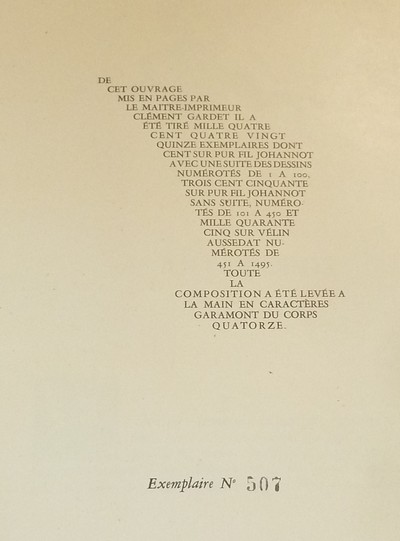 DE
CET OUVRAGE
MIS EN PAGES PAR
LE MAITRE-IMPRIMEUR
CLÉMENT GARDET IL A
ÉTÉ TIRÉ MILLE QUATRE
CENT QUATRE VINGT
QUINZE EXEMPLAIRES DONT
CENT SUR PUR FIL JOHANNOT
AVEC UNE SUITE DES DESSINS
NUMÉROTÉS DE 1 A 100,
TROIS CENT CINQUANTE
SUR PUR FIL JOHANNOT
SANS SUITE, NUMÉRO-
TÉS DE 101 A 450 ET
MILLE QUARANTE
CINQ SUR VÉLIN
AUSSEDAT NU-
MÉROTÉS DE
451 A 1495.
TOUTE
LA
COMPOSITION A ÉTÉ LEVÉE A
LA MAIN EN CARACTÈRES
GARAMONT DU CORPS
QUATORZE.
Exemplaire N° 507